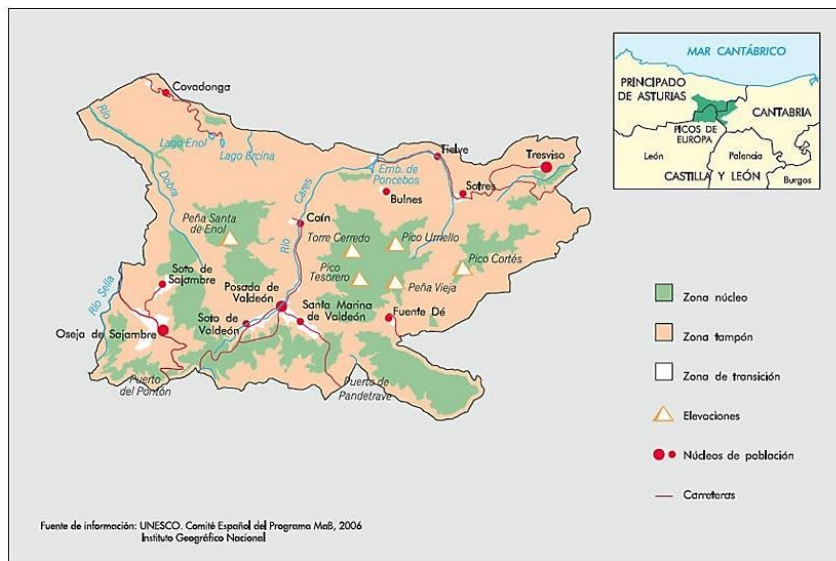 Covadonga
Río
Dobra
Lago Enol
Lago Ercina
Peña Santa
de Enol
Río
Cares
Caín
Emb. de
Poncebos
Tielve
Tresviso
Sotres
Bulnes
Torre Cerredo
Pico Urriello
Pico
Tesorero
Peña Vieja
Pico Cortés
Río Sella
Soto de
Sajambre
Oseja de Sajambre
Posada de
Valdeón
Soto de
Valdeón
Santa Marina
de Valdeón
Fuente Dé
Puerto
del Pontón
Puerto de
Pandetrave
MAR CANTÁBRICO
PRINCIPADO
DE ASTURIAS
CANTABRIA
PICOS DE
EUROPA
León
Palencia
CASTILLA Y LEÓN
Burgos
Zona núcleo
Zona tampón
Zona de transición
Elevaciones
Núcleos de población
Carreteras
Fuente de información: UNESCO. Comité Español del Programa MaB, 2006
Instituto Geográfico Nacional